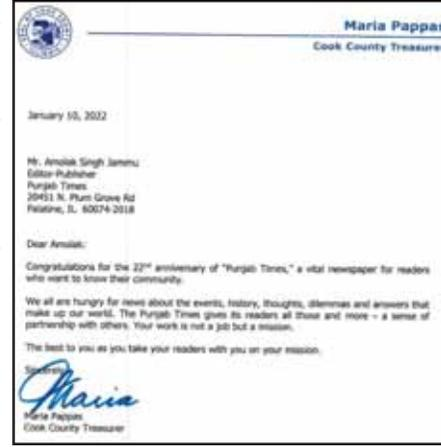 Maria Pappas
Cook County Treasurer
January 10, 2022
Mr. Amolak Singh Jammu
Editor-Publisher
Punjab Times
20451 N. Plum Grove Rd
Palatine, IL. 60074-2018
Dear Amolak:
Congratulations for the 22nd anniversary of "Punjab Times," a vital newspaper for readers
who want to know their community.
We all are hungry for news about the events, history, thoughts, dilemmas and answers that
make up our world. The Punjab Times gives its readers all those and more – a sense of
partnership with others. Your work is not a job but a mission.
The best to you as you take your readers with you on your mission.
Sincerely,
Maria
Maria Pappas
Cook County Treasurer